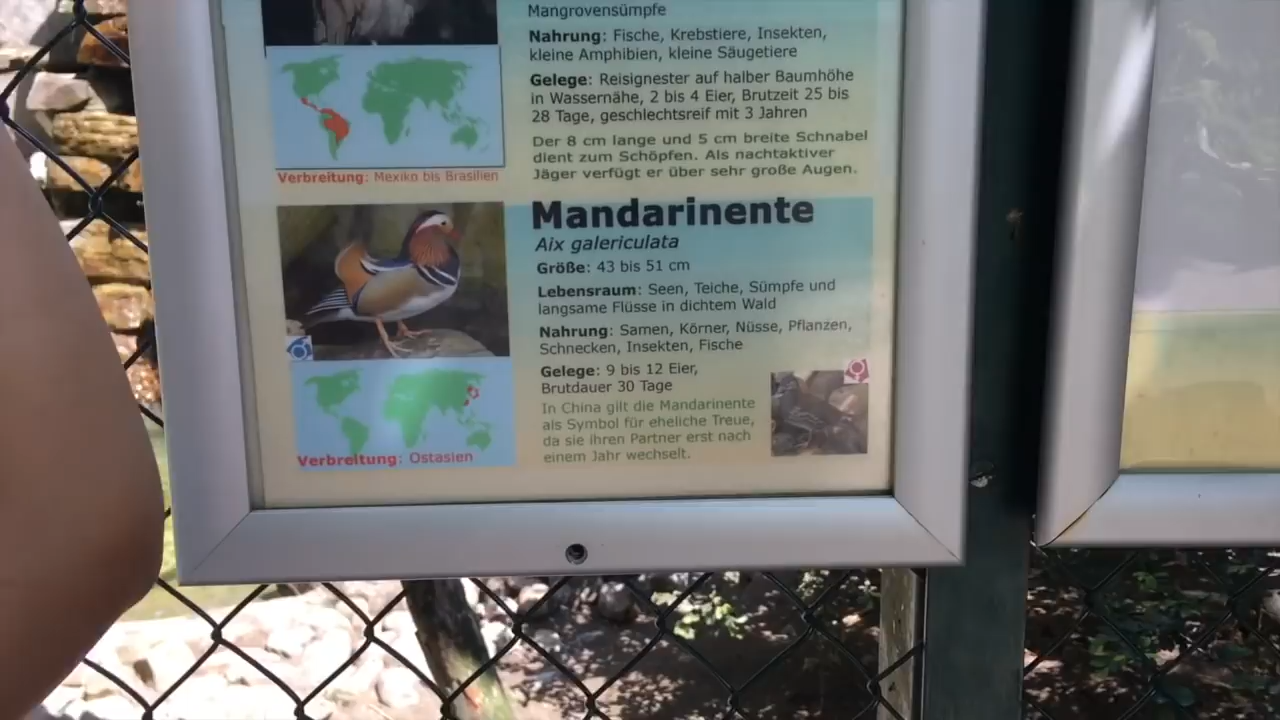 Mangrovensümpfe
Nahrung: Fische, Krebstiere, Insekten,
kleine Amphibien, kleine Säugetiere
Gelege: Reisignester auf halber Baumhöhe
in Wassernähe, 2 bis 4 Eier, Brutzeit 25 bis
28 Tage, geschlechtsreif mit 3 Jahren
Der 8 cm lange und 5 cm breite Schnabel
dient zum Schöpfen. Als nachtaktiver
Jäger verfügt er über sehr große Augen.
Verbreitung: Mexiko bis Brasilien
Mandarinente
Aix galericulata
Größe: 43 bis 51 cm
Lebensraum: Seen, Teiche, Sümpfe und
langsame Flüsse in dichtem Wald
Nahrung: Samen, Körner, Nüsse, Pflanzen,
Schnecken, Insekten, Fische
Gelege: 9 bis 12 Eier,
Brutdauer 30 Tage
In China gilt die Mandarinente
als Symbol für eheliche Treue,
da sie ihren Partner erst nach
einem Jahr wechselt.
Verbreitung: Ostasien